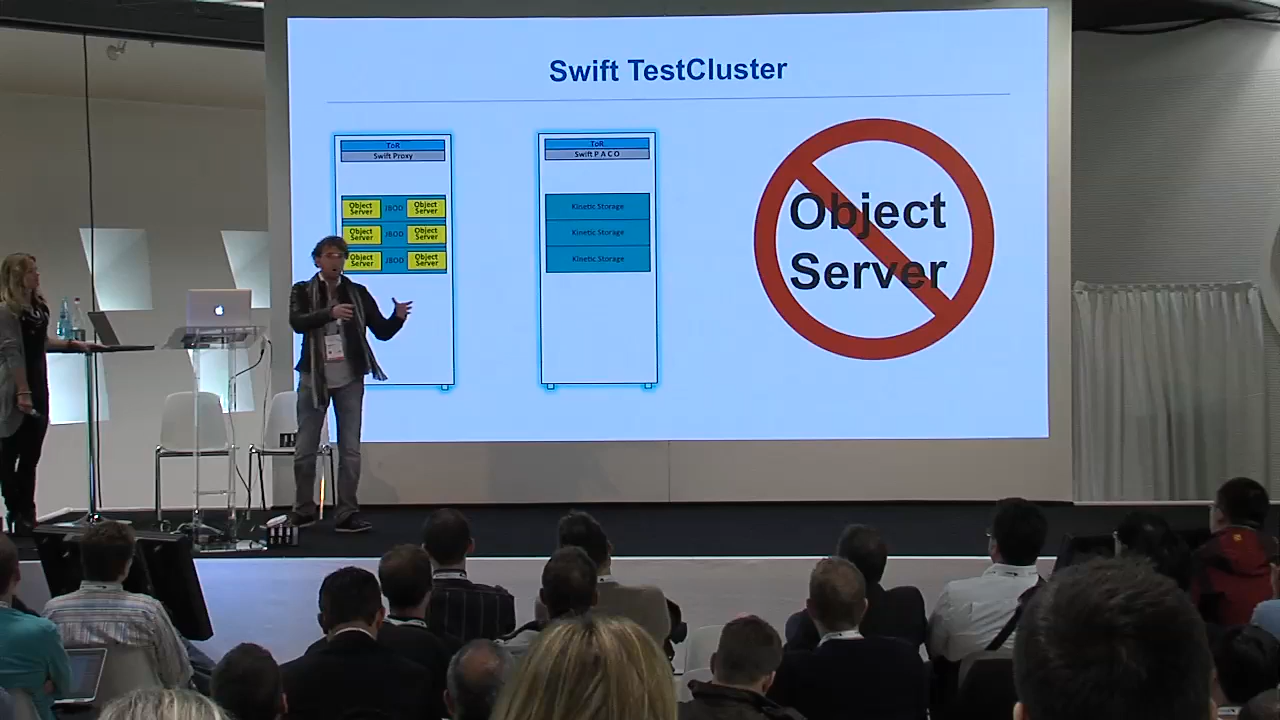 Swift TestCluster
ToR
Swift Proxy
Object Server JBOD Object Server
Object Server JBOD Object Server
Object Server JBOD Object Server
ToR
Swift P A C O
Kinetic Storage
Kinetic Storage
Kinetic Storage
Object
Server